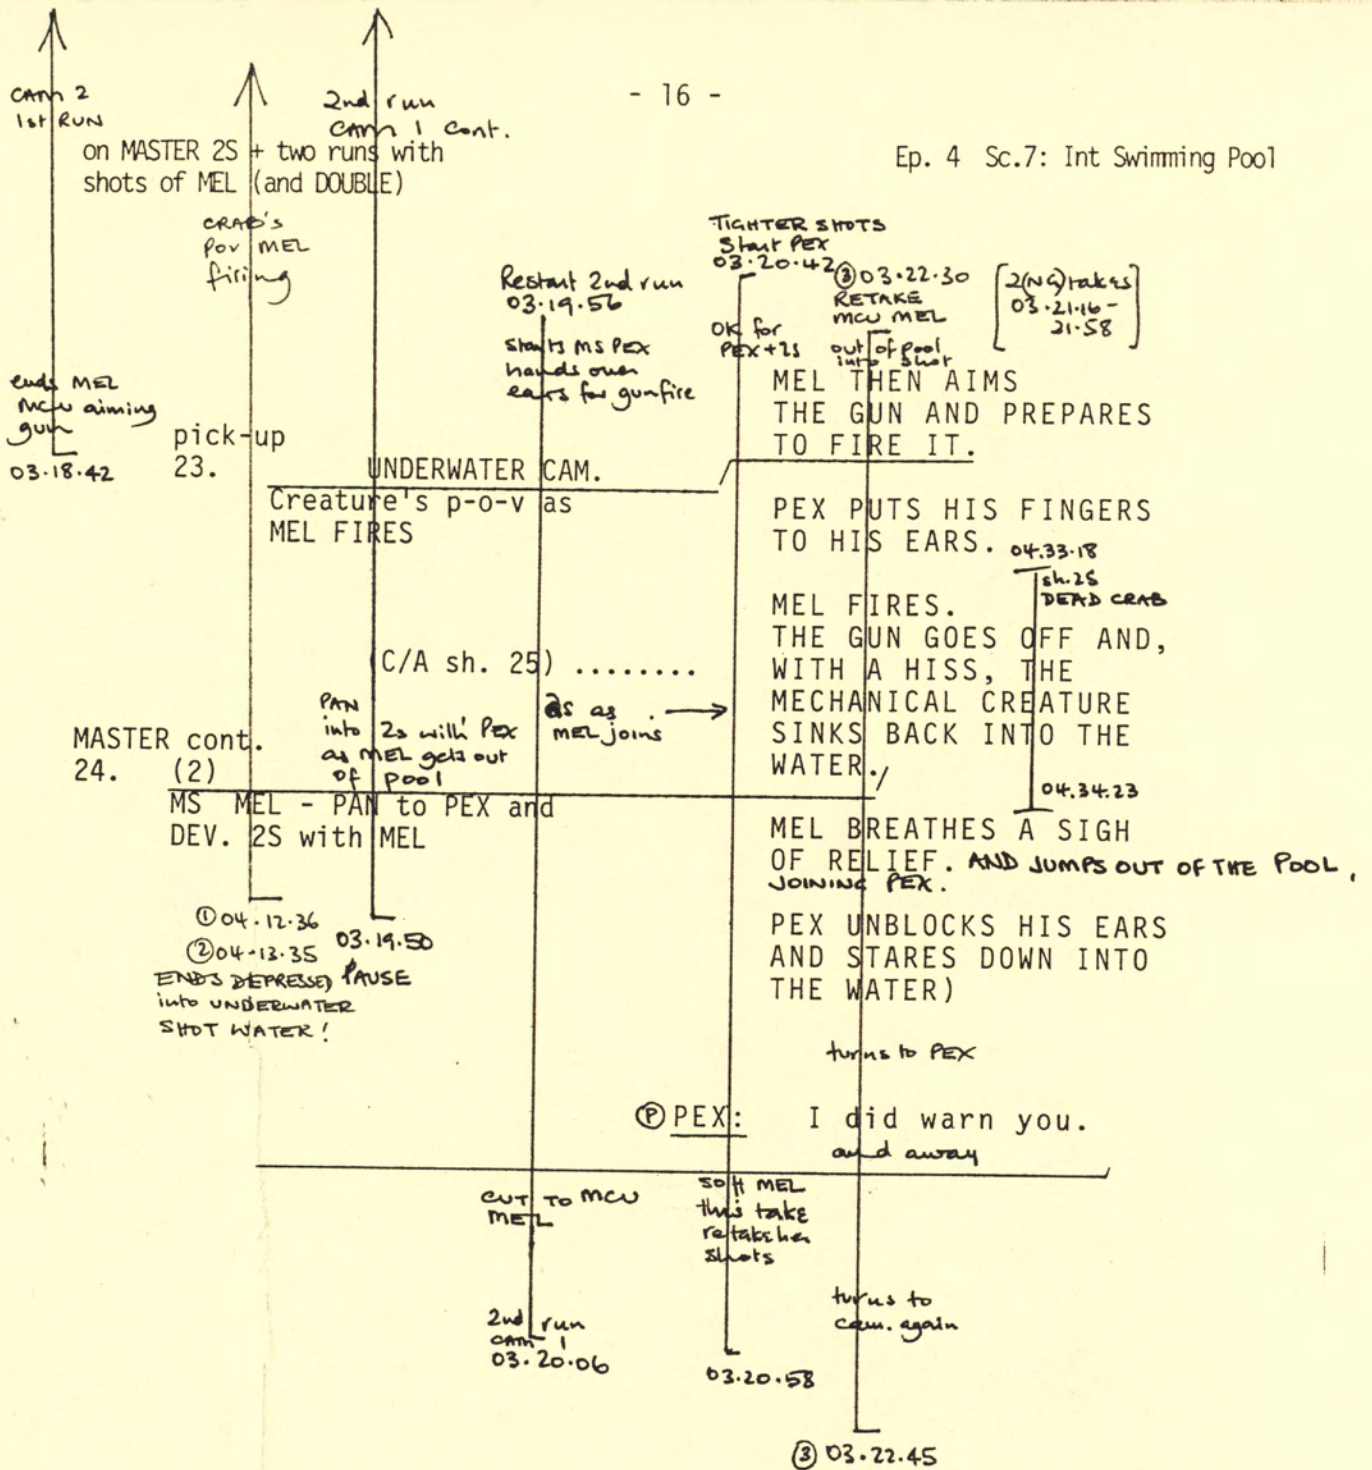 - 16 -
Ep. 4 Sc.7: Int Swimming Pool
CAM 2
1st RUN
2nd run
CAM 1 cont.
on MASTER 2S + two runs with
shots of MEL (and DOUBLE)
CRAB'S
POV MEL
firing
Restart 2nd run
03.19.56
starts MS PEX
hands over
ears for gunfire
TIGHTER SHOTS
Start PEX
03.20.42
OK for
PEX + 2s
③ 03.22.30
RETAKE
MCU MEL
out of pool
into shot
2(NG) takes
03.21.16 -
21.58
ends MEL
MCU aiming
gun
03.18.42
MEL THEN AIMS
THE GUN AND PREPARES
TO FIRE IT.
pick-up
23. UNDERWATER CAM.
Creature's p-o-v as
MEL FIRES
PEX PUTS HIS FINGERS
TO HIS EARS.
04.33.18
sh.25
DEAD CRAB
04.34.23
MEL FIRES.
THE GUN GOES OFF AND,
WITH A HISS, THE
MECHANICAL CREATURE
SINKS BACK INTO THE
WATER./
(C/A sh. 25) ........
PAN
into 2s with PEX
as MEL gets out
of pool
as as
MEL joins
MASTER cont.
24. (2)
MS MEL - PAN to PEX and
DEV. 2S with MEL
MEL BREATHES A SIGH
OF RELIEF. AND JUMPS OUT OF THE POOL,
JOINING PEX.
① 04.12.36
② 04.13.35
ENDS DEPRESSED
into UNDERWATER
SHOT WATER!
03.19.50
PAUSE
PEX UNBLOCKS HIS EARS
AND STARES DOWN INTO
THE WATER)
turns to PEX
Ⓟ PEX: I did warn you.
and away
CUT TO MCU
MEL
2nd run
CAM 1
03.20.06
soft MEL
this take
retakes her
shots
03.20.58
turns to
cam. again
③ 03.22.45